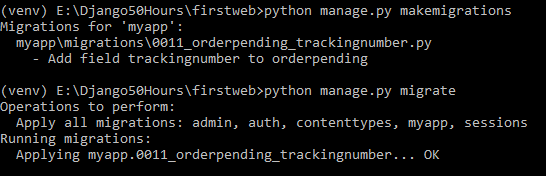 (venv) E:\Django50Hours\firstweb>python manage.py makemigrations
Migrations for 'myapp':
  myapp\migrations\0011_orderpending_trackingnumber.py
    - Add field trackingnumber to orderpending
(venv) E:\Django50Hours\firstweb>python manage.py migrate
Operations to perform:
  Apply all migrations: admin, auth, contenttypes, myapp, sessions
Running migrations:
  Applying myapp.0011_orderpending_trackingnumber... OK